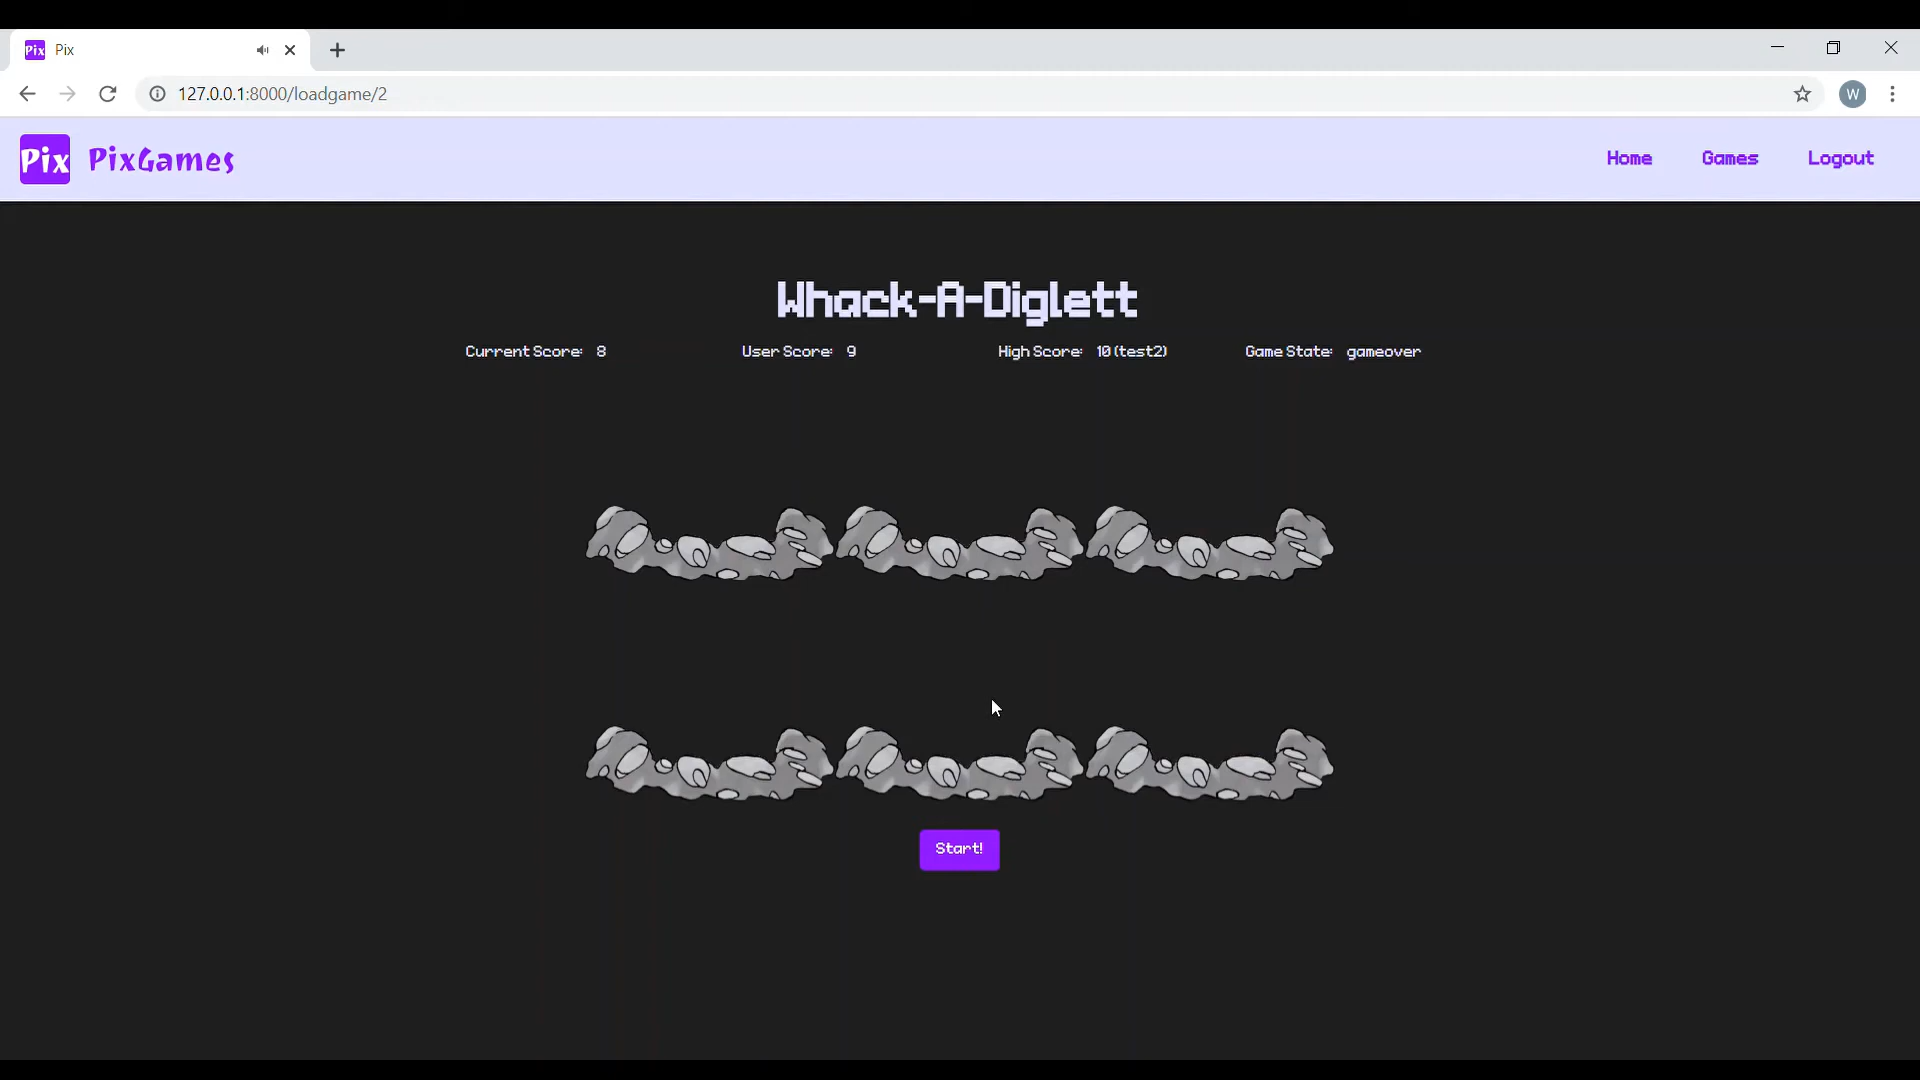 Pix Pix
127.0.0.1:8000/loadgame/2
W
Pix PixGames Home Games Logout
Whack-A-Diglett
Current Score: 8 User Score: 9 High Score: 10 (test2) Game State: gameover
Start!